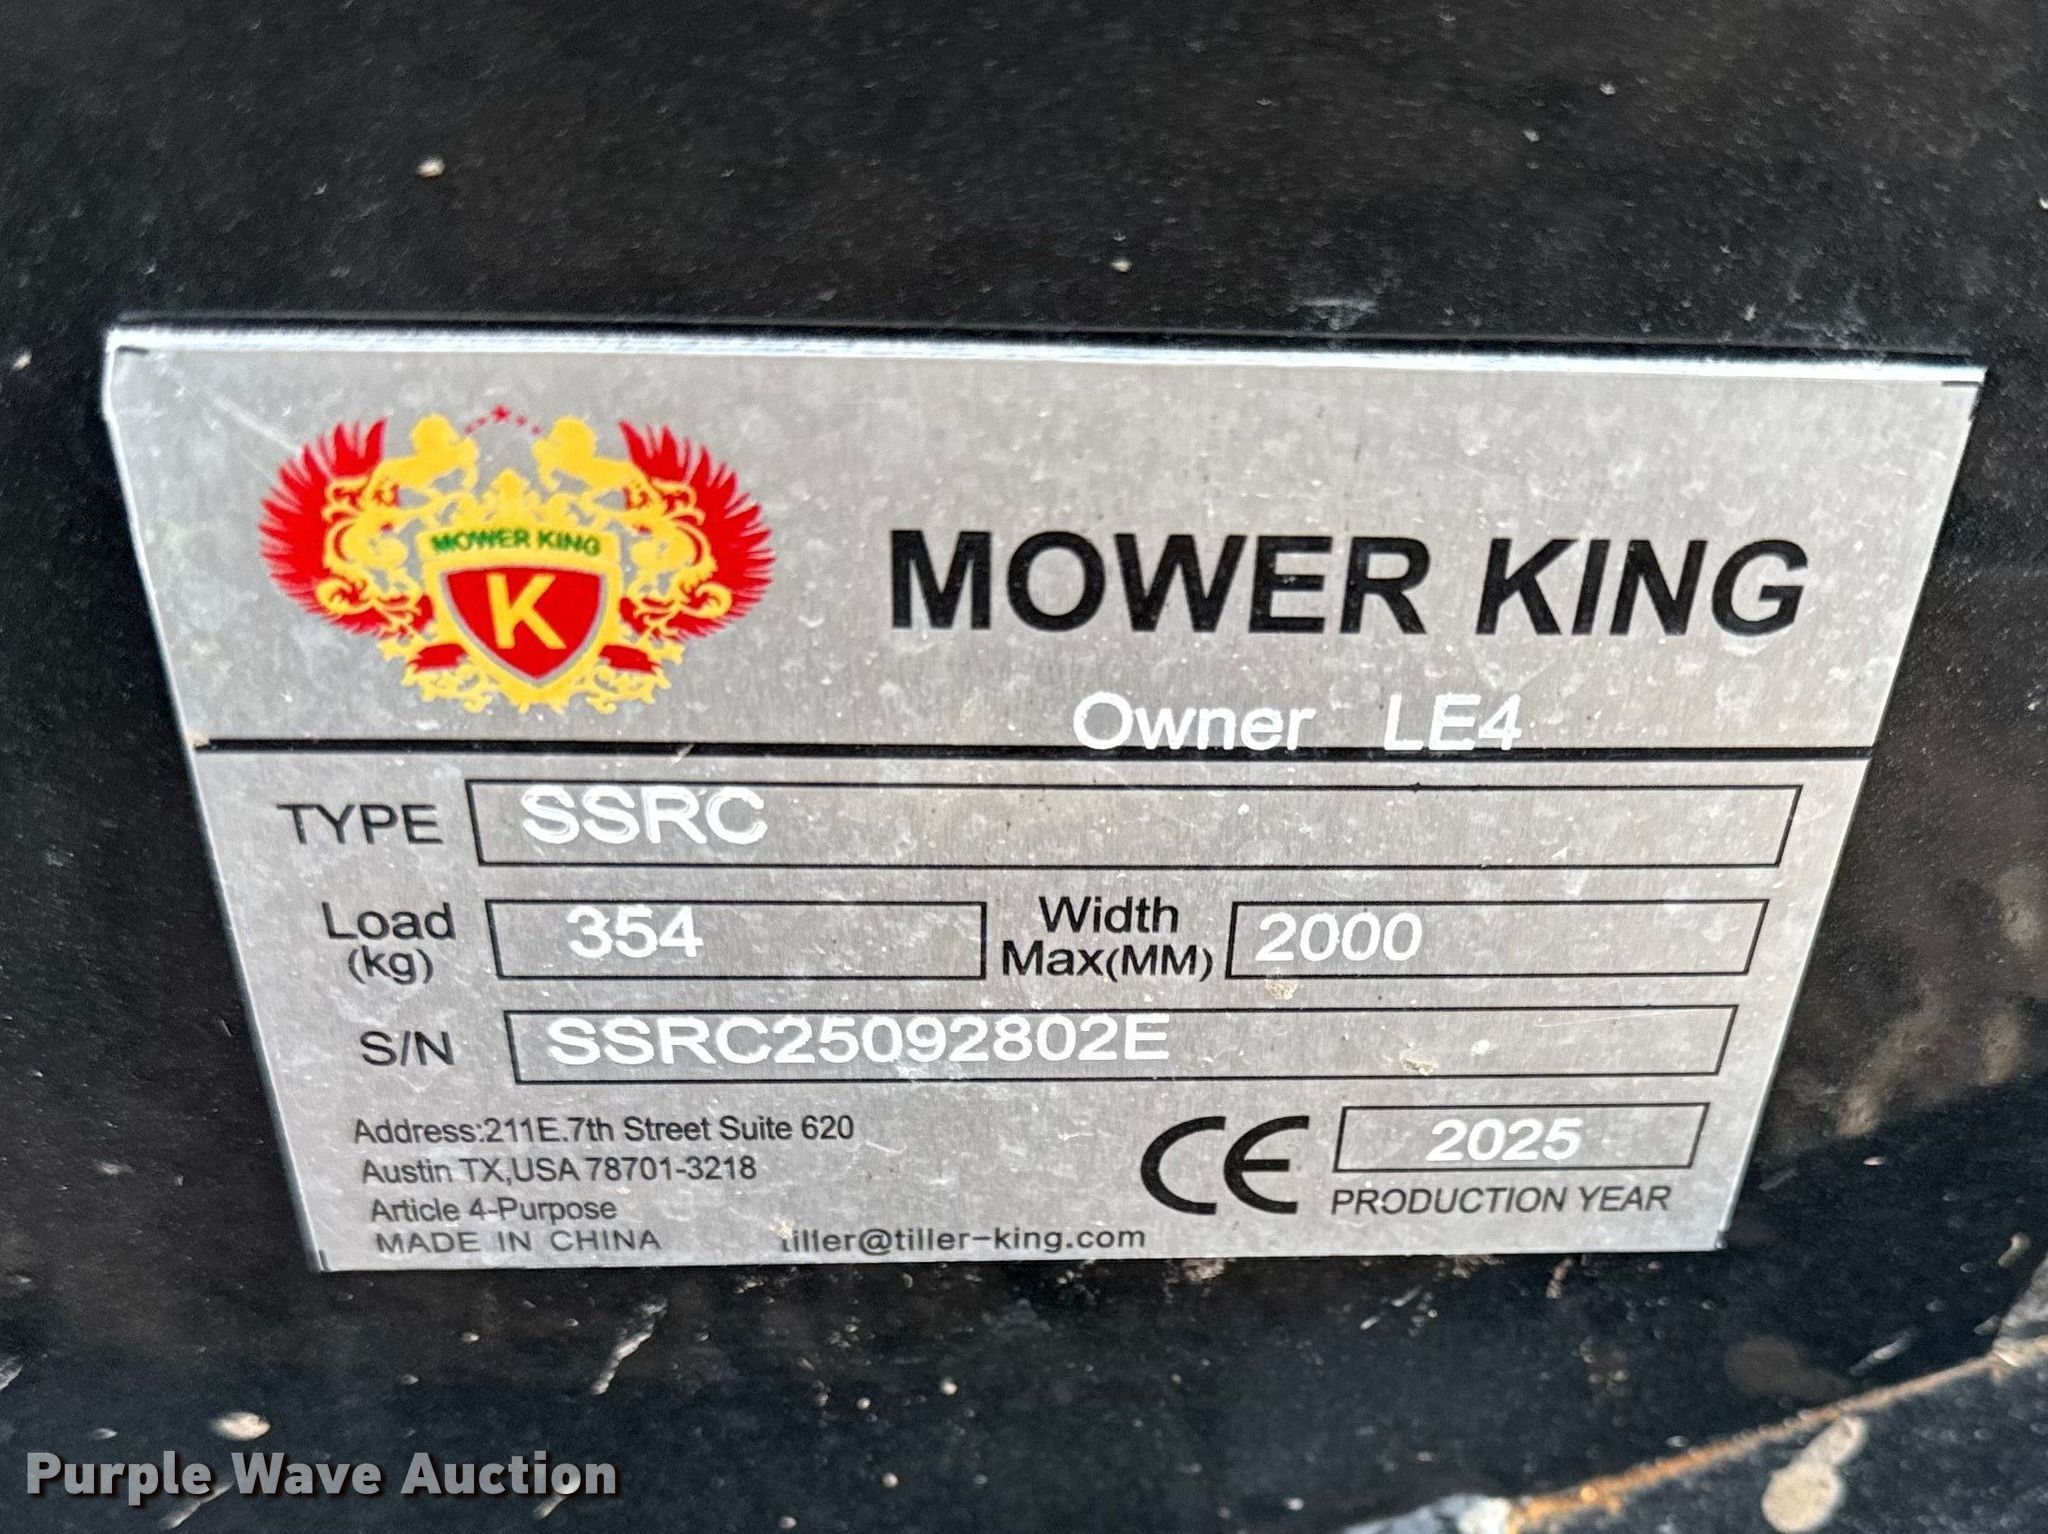 MOWER KING
K
MOWER KING
Owner LE4
TYPE SSRC
Load (kg) 354
Width Max(MM) 2000
S/N SSRC25092802E
Address:211E.7th Street Suite 620
Austin TX,USA 78701-3218
Article 4-Purpose
MADE IN CHINA
tiller@tiller-king.com
CE
2025
PRODUCTION YEAR
Purple Wave Auction